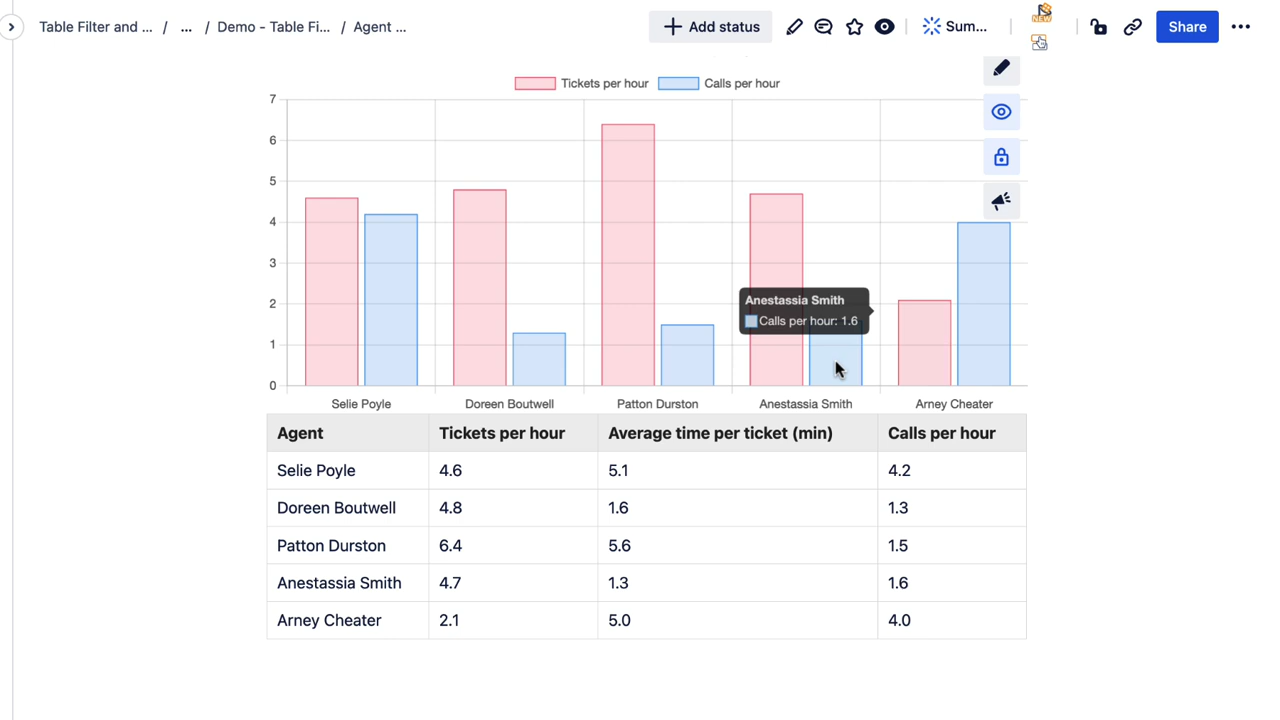 Table Filter and ... / ... / Demo - Table Fi... / Agent ... Add status Sum... NEW Share
Tickets per hour Calls per hour
7
6
5
4
3
2
1
0
Anestassia Smith
Calls per hour: 1.6
Selie Poyle Doreen Boutwell Patton Durston Anestassia Smith Arney Cheater
Agent Tickets per hour Average time per ticket (min) Calls per hour
Selie Poyle 4.6 5.1 4.2
Doreen Boutwell 4.8 1.6 1.3
Patton Durston 6.4 5.6 1.5
Anestassia Smith 4.7 1.3 1.6
Arney Cheater 2.1 5.0 4.0